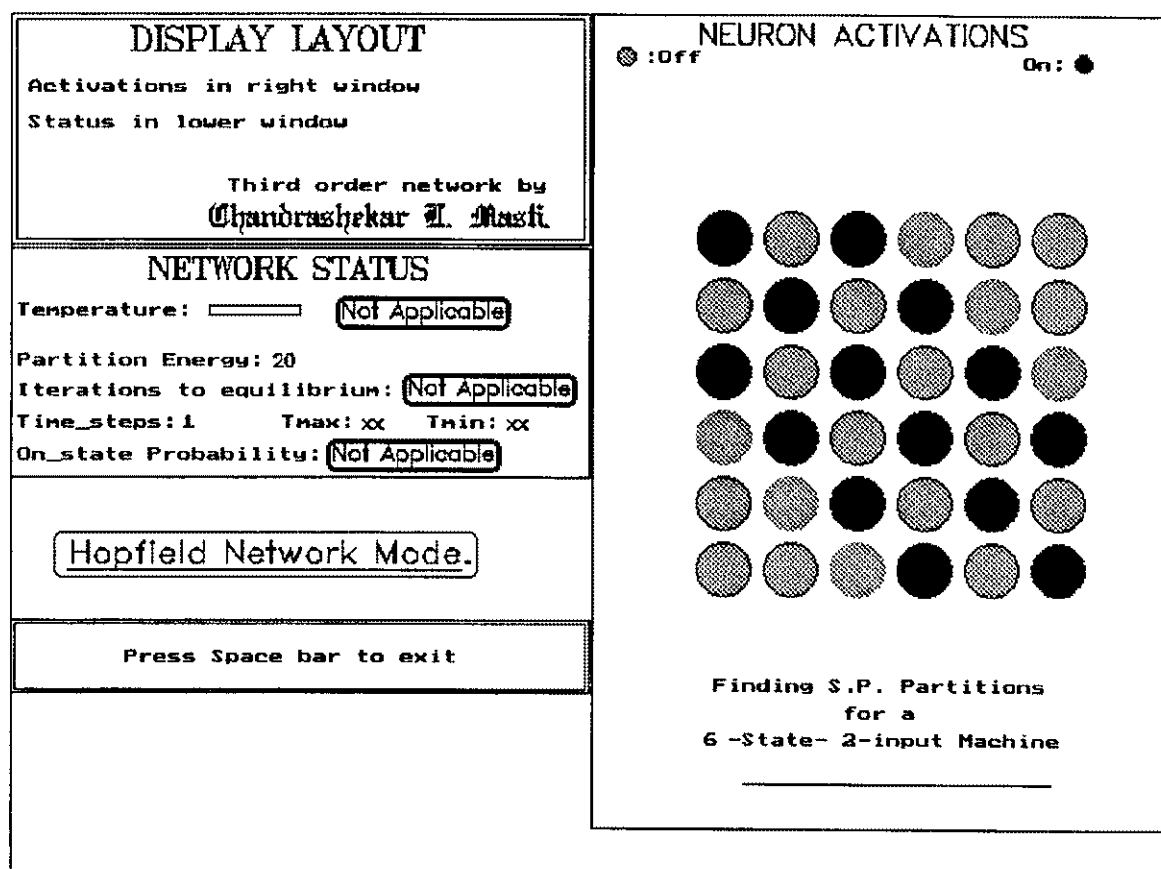 DISPLAY LAYOUT
Activations in right window
Status in lower window
Third order network by
Chandrashekar L. Masti.
NETWORK STATUS
Temperature: Not Applicable
Partition Energy: 20
Iterations to equilibrium: Not Applicable
Time_steps: 1 Tmax: xx Tmin: xx
On_state Probability: Not Applicable
Hopfield Network Mode.
Press Space bar to exit
NEURON ACTIVATIONS
:Off
On:
Finding S.P. Partitions
for a
6 -State- 2-input Machine